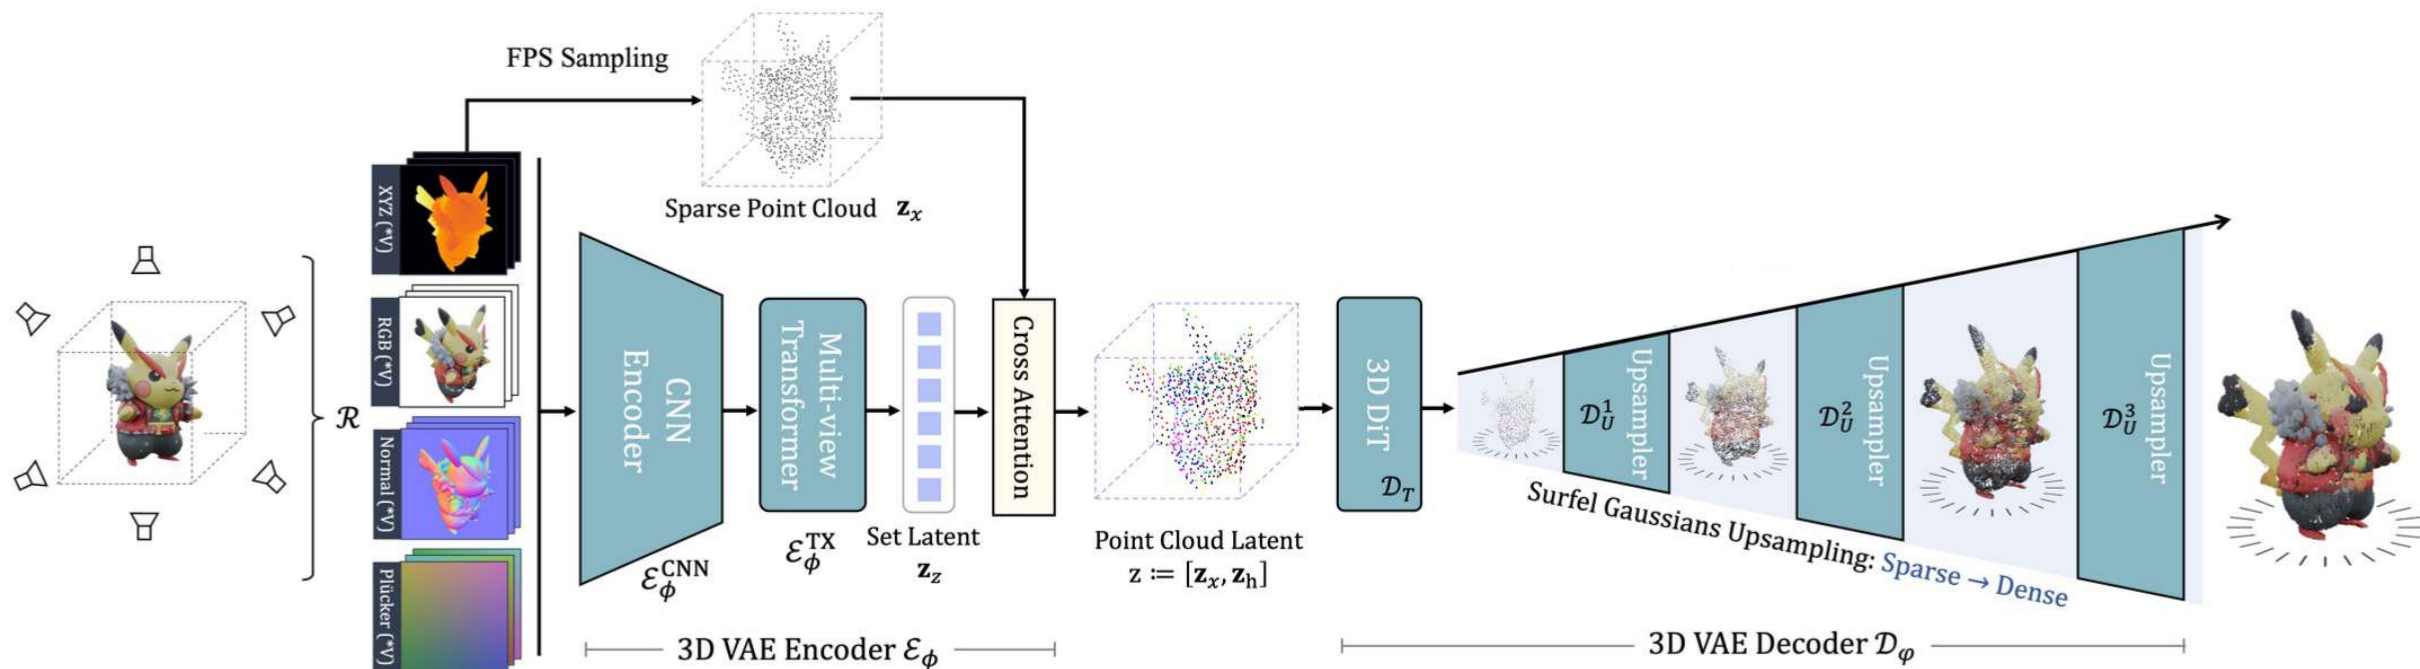 FPS Sampling
Sparse Point Cloud 𝐳ₓ
ℛ
XYZ (*V)
RGB (*V)
Normal (*V)
Plücker (*V)
CNN
Encoder
ℰ_ϕ^CNN
Multi-view
Transformer
ℰ_ϕ^TX
Set Latent
𝐳_z
Cross Attention
Point Cloud Latent
z ≔ [𝐳ₓ, 𝐳_h]
3D DiT
𝒟_T
𝒟_U^1
Upsampler
𝒟_U^2
Upsampler
𝒟_U^3
Upsampler
Surfel Gaussians Upsampling: Sparse → Dense
3D VAE Encoder ℰ_ϕ
3D VAE Decoder 𝒟_φ